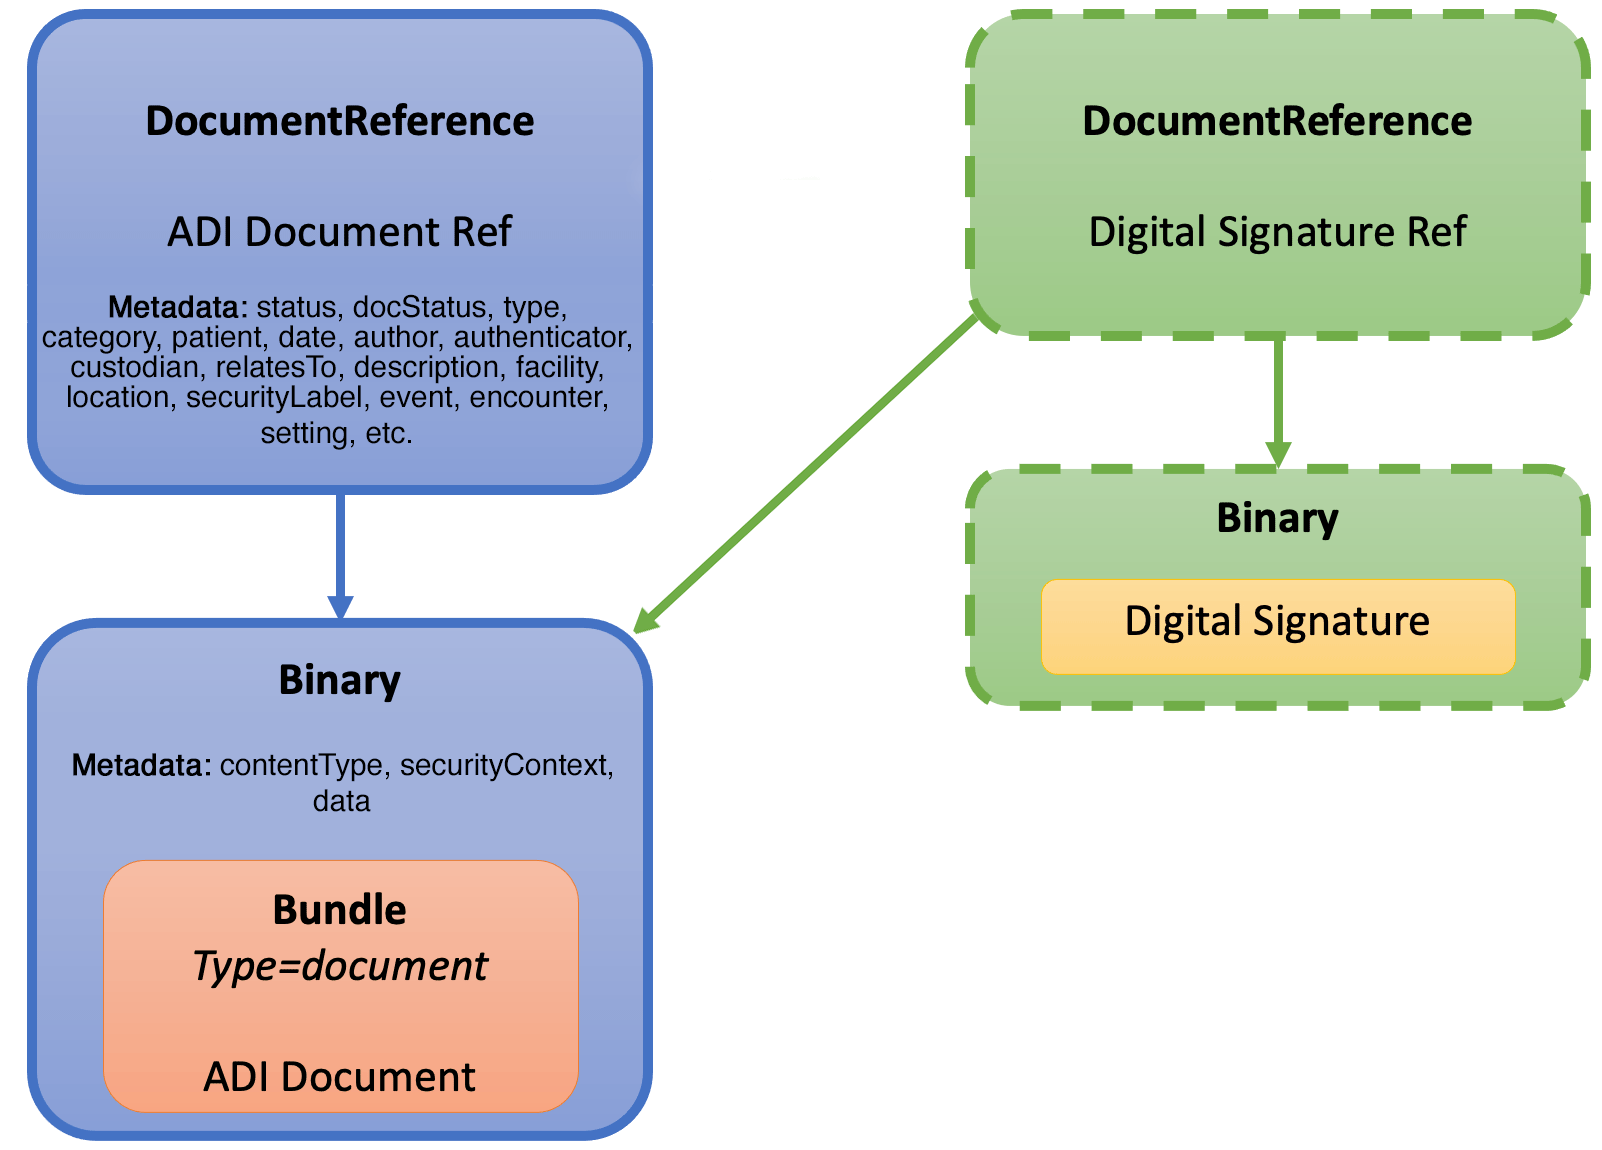 DocumentReference
ADI Document Ref
Metadata: status, docStatus, type,
category, patient, date, author, authenticator,
custodian, relatesTo, description, facility,
location, securityLabel, event, encounter,
setting, etc.
Binary
Metadata: contentType, securityContext,
data
Bundle
Type=document
ADI Document
DocumentReference
Digital Signature Ref
Binary
Digital Signature